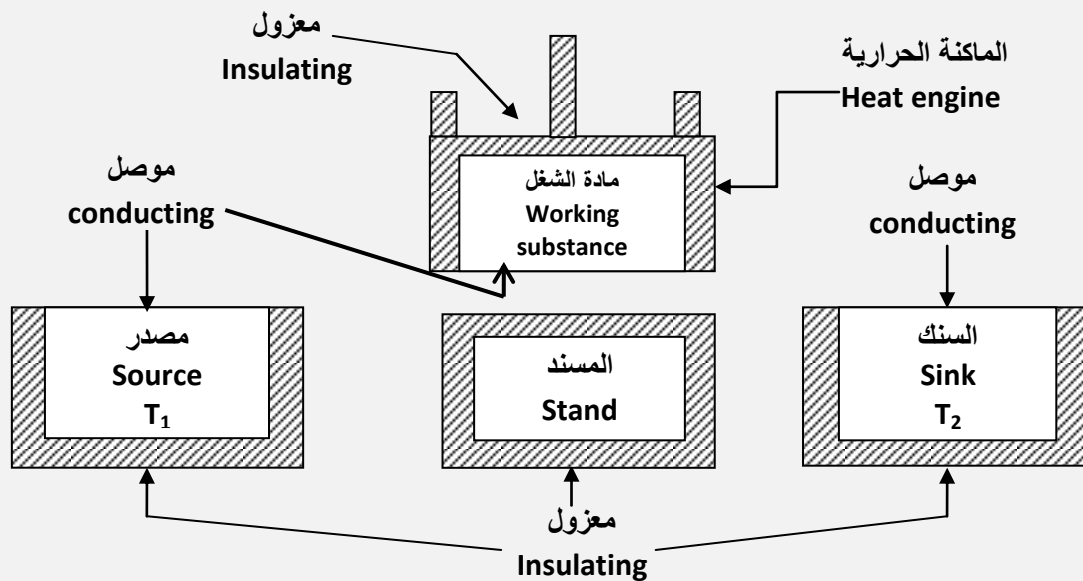 معزول
Insulating
الماكنة الحرارية
Heat engine
موصل
conducting
مادة الشغل
Working
substance
موصل
conducting
مصدر
Source
T₁
المسند
Stand
السنك
Sink
T₂
معزول
Insulating